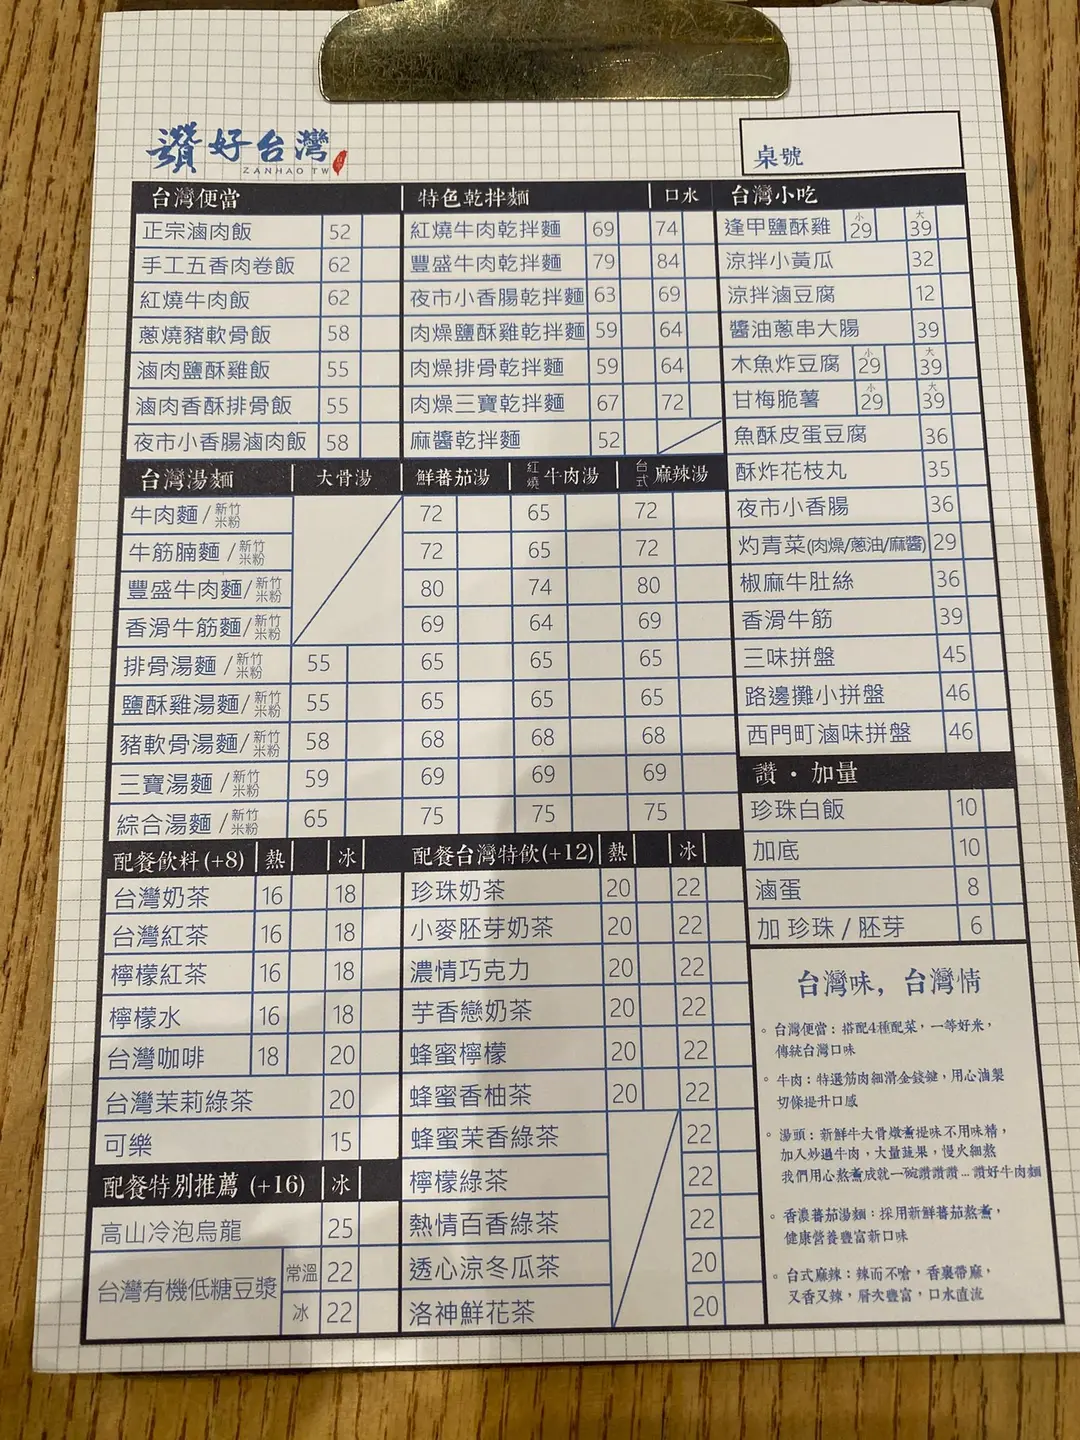 讚好台灣
ZANHAO TW
桌號
台灣便當
正宗滷肉飯 52
手工五香肉卷飯 62
紅燒牛肉飯 62
蔥燒豬軟骨飯 58
滷肉鹽酥雞飯 55
滷肉香酥排骨飯 55
夜市小香腸滷肉飯 58
特色乾拌麵 口水
紅燒牛肉乾拌麵 69 74
豐盛牛肉乾拌麵 79 84
夜市小香腸乾拌麵 63 69
肉燥鹽酥雞乾拌麵 59 64
肉燥排骨乾拌麵 59 64
肉燥三寶乾拌麵 67 72
麻醬乾拌麵 52
台灣小吃
逢甲鹽酥雞 小 29 大 39
涼拌小黃瓜 32
涼拌滷豆腐 12
醬油蔥串大腸 39
木魚炸豆腐 小 29 大 39
甘梅脆薯 小 29 大 39
魚酥皮蛋豆腐 36
酥炸花枝丸 35
夜市小香腸 36
灼青菜(肉燥/蔥油/麻醬) 29
椒麻牛肚絲 36
香滑牛筋 39
三味拼盤 45
路邊攤小拼盤 46
西門町滷味拼盤 46
台灣湯麵 大骨湯 鮮蕃茄湯 紅燒牛肉湯 台式麻辣湯
牛肉麵/新竹米粉 72 65 72
牛筋腩麵/新竹米粉 72 65 72
豐盛牛肉麵/新竹米粉 80 74 80
香滑牛筋麵/新竹米粉 69 64 69
排骨湯麵/新竹米粉 55 65 65 65
鹽酥雞湯麵/新竹米粉 55 65 65 65
豬軟骨湯麵/新竹米粉 58 68 68 68
三寶湯麵/新竹米粉 59 69 69 69
綜合湯麵/新竹米粉 65 75 75 75
讚・加量
珍珠白飯 10
加底 10
滷蛋 8
加 珍珠 / 胚芽 6
配餐飲料(+8) 熱 冰
台灣奶茶 16 18
台灣紅茶 16 18
檸檬紅茶 16 18
檸檬水 16 18
台灣咖啡 18 20
台灣茉莉綠茶 20
可樂 15
配餐特別推薦 (+16) 冰
高山冷泡烏龍 25
台灣有機低糖豆漿 常溫 22
冰 22
配餐台灣特飲(+12) 熱 冰
珍珠奶茶 20 22
小麥胚芽奶茶 20 22
濃情巧克力 20 22
芋香戀奶茶 20 22
蜂蜜檸檬 20 22
蜂蜜香柚茶 20 22
蜂蜜茉香綠茶 22
檸檬綠茶 22
熱情百香綠茶 22
透心涼冬瓜茶 20
洛神鮮花茶 20
台灣味，台灣情
。台灣便當：搭配4種配菜，一等好米，
傳統台灣口味
。牛肉：特選筋肉細滑金錢鍵，用心滷製
切條提升口感
。湯頭：新鮮牛大骨燉煮提味不用味精，
加入炒過牛肉，大量蔬果，慢火細熬
我們用心熬煮成就一碗讚讚讚...讚好牛肉麵
。香濃蕃茄湯麵：採用新鮮蕃茄熬煮，
健康營養豐富新口味
。台式麻辣：辣而不嗆，香裏帶麻，
又香又辣，層次豐富，口水直流